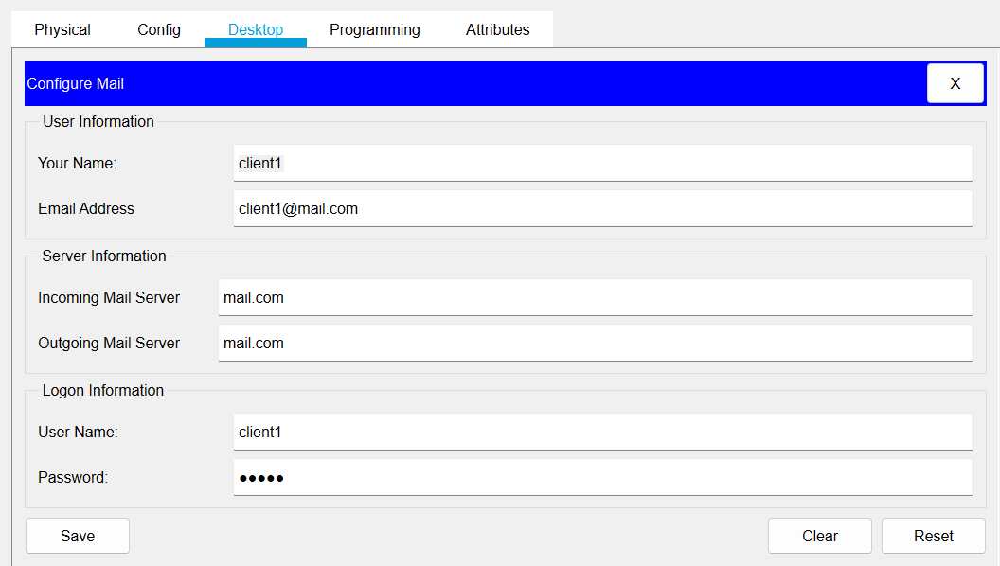 Physical Config Desktop Programming Attributes
Configure Mail X
User Information
Your Name: client1
Email Address client1@mail.com
Server Information
Incoming Mail Server mail.com
Outgoing Mail Server mail.com
Logon Information
User Name: client1
Password: ●●●●●
Save Clear Reset